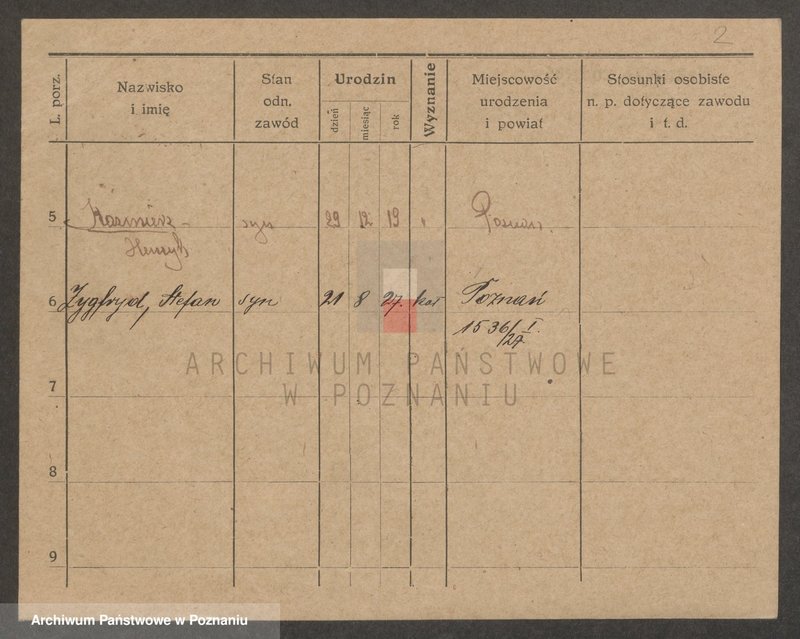 2
L. porz.
Nazwisko
i imię
Stan
odn.
zawód
Urodzin
dzień
miesiąc
rok
Wyznanie
Miejscowość
urodzenia
i powiat
Stosunki osobiste
n. p. dotyczące zawodu
i t. d.
5 Kazimierz- syn 29 12 19 "
Henryk
6 Zygfryd, Stefan syn 21 8 27. kat Poznań
1536/I.
/27
ARCHIWUM PAŃSTWOWE
W POZNANIU
7
8
9
Archiwum Państwowe w Poznaniu